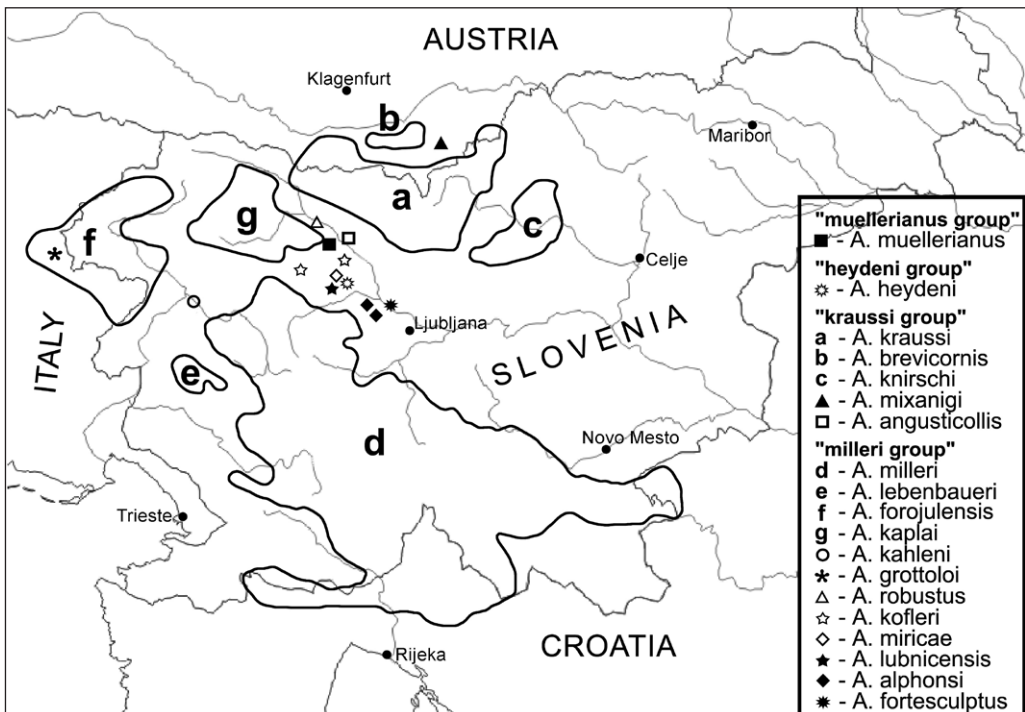 AUSTRIA
Klagenfurt
b
Maribor
a
g
c
f
Celje
Ljubljana
ITALY
SLOVENIA
e
d
Novo Mesto
Trieste
CROATIA
Rijeka
"muellerianus group"
■ - A. muellerianus
"heydeni group"
- A. heydeni
"kraussi group"
a - A. kraussi
b - A. brevicornis
c - A. knirschi
▲ - A. mixanigi
□ - A. angusticollis
"milleri group"
d - A. milleri
e - A. lebenbaueri
f - A. forojulensis
g - A. kaplai
○ - A. kahleni
* - A. grottoloi
△ - A. robustus
☆ - A. kofleri
◇ - A. miricae
★ - A. lubnicensis
◆ - A. alphonsi
✸ - A. fortesculptus